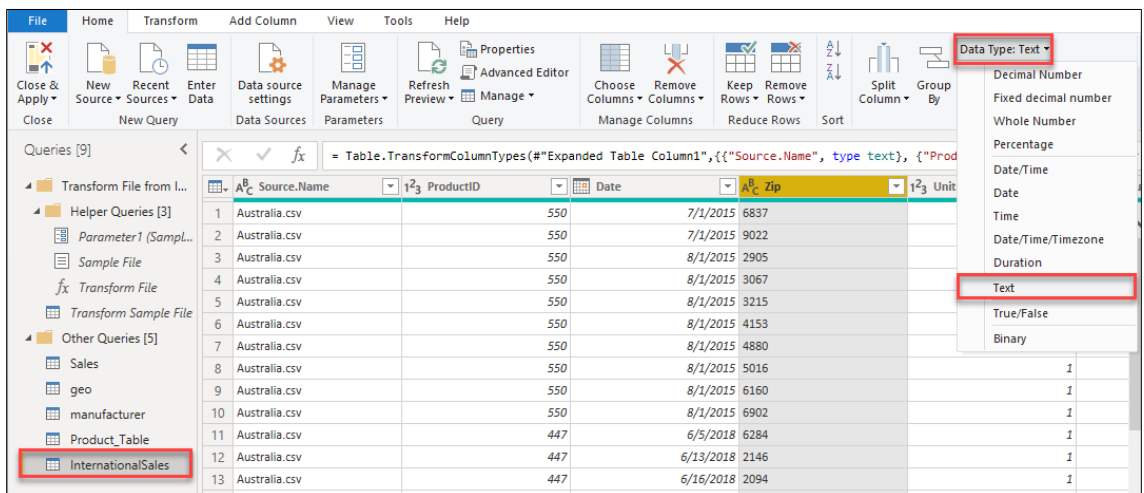 File Home Transform Add Column View Tools Help
Close & Apply
New Source
Recent Sources
Enter Data
Data source settings
Manage Parameters
Refresh Preview
Properties
Advanced Editor
Manage
Choose Columns
Remove Columns
Keep Rows
Remove Rows
Split Column
Group By
Data Type: Text
Close New Query Data Sources Parameters Query Manage Columns Reduce Rows Sort
Decimal Number
Fixed decimal number
Whole Number
Percentage
Date/Time
Date
Time
Date/Time/Timezone
Duration
Text
True/False
Binary
Queries [9]
Transform File from I...
Helper Queries [3]
Parameter1 (Sampl...
Sample File
fx Transform File
Transform Sample File
Other Queries [5]
Sales
geo
manufacturer
Product_Table
InternationalSales
fx = Table.TransformColumnTypes(#"Expanded Table Column1",{{"Source.Name", type text}, {"Prod
ABC Source.Name 123 ProductID Date ABC Zip 123 Unit
1 Australia.csv 550 7/1/2015 6837
2 Australia.csv 550 7/1/2015 9022
3 Australia.csv 550 8/1/2015 2905
4 Australia.csv 550 8/1/2015 3067
5 Australia.csv 550 8/1/2015 3215
6 Australia.csv 550 8/1/2015 4153
7 Australia.csv 550 8/1/2015 4880
8 Australia.csv 550 8/1/2015 5016 1
9 Australia.csv 550 8/1/2015 6160 1
10 Australia.csv 550 8/1/2015 6902 1
11 Australia.csv 447 6/5/2018 6284 1
12 Australia.csv 447 6/13/2018 2146 1
13 Australia.csv 447 6/16/2018 2094 1